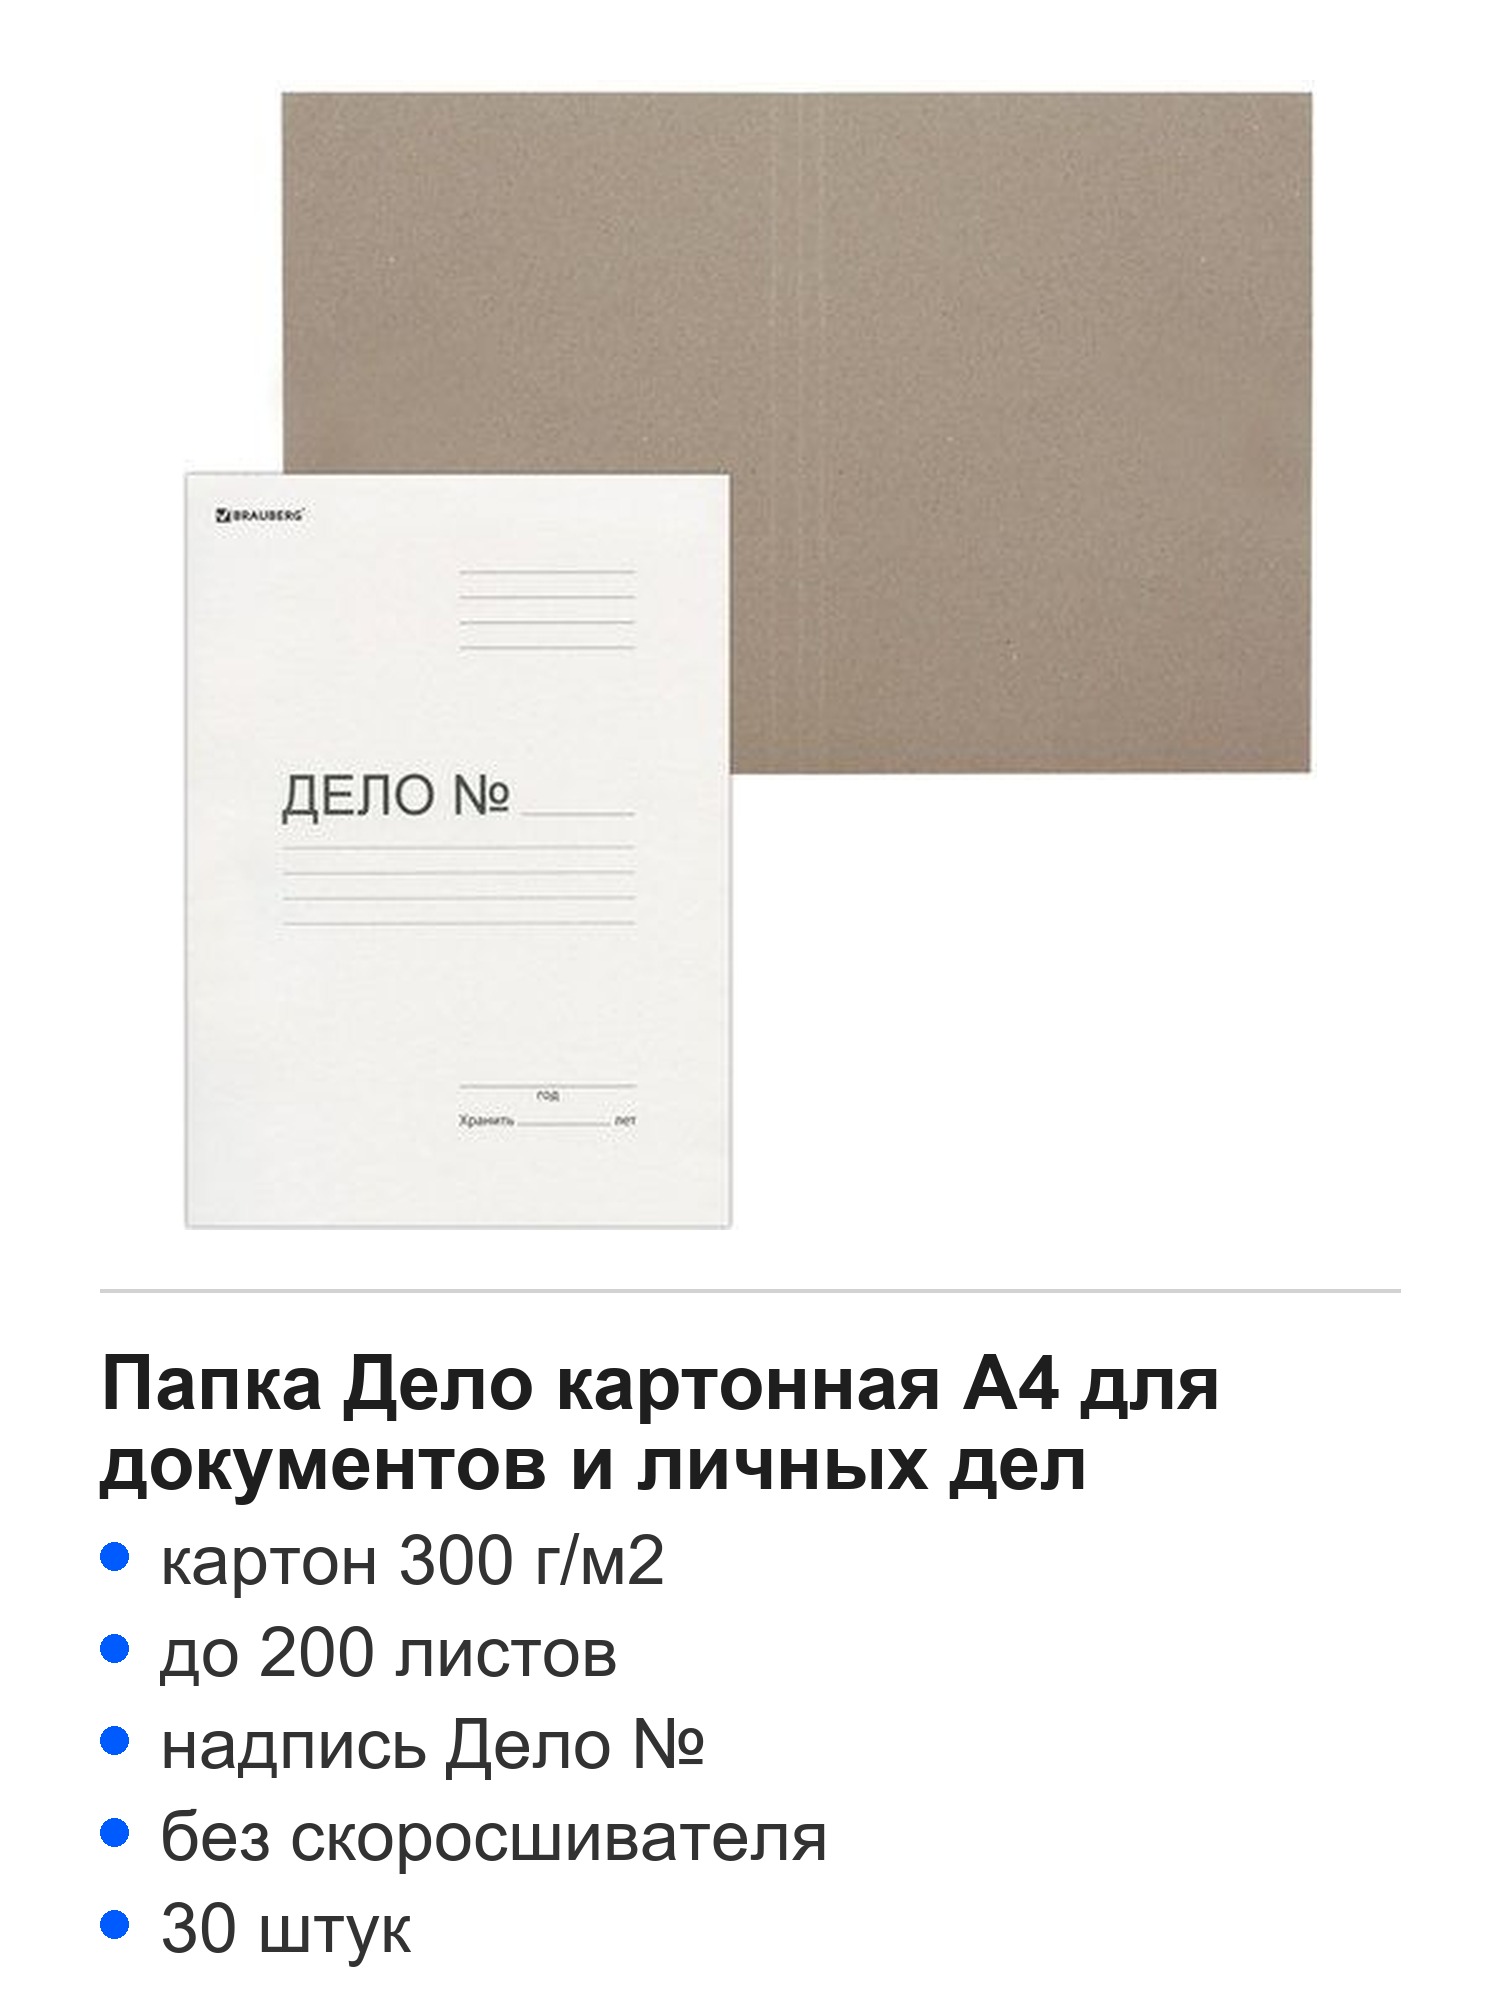 BRAUBERG
ДЕЛО №
год
Хранить лет
Папка Дело картонная А4 для
документов и личных дел
картон 300 г/м2
до 200 листов
надпись Дело №
без скоросшивателя
30 штук